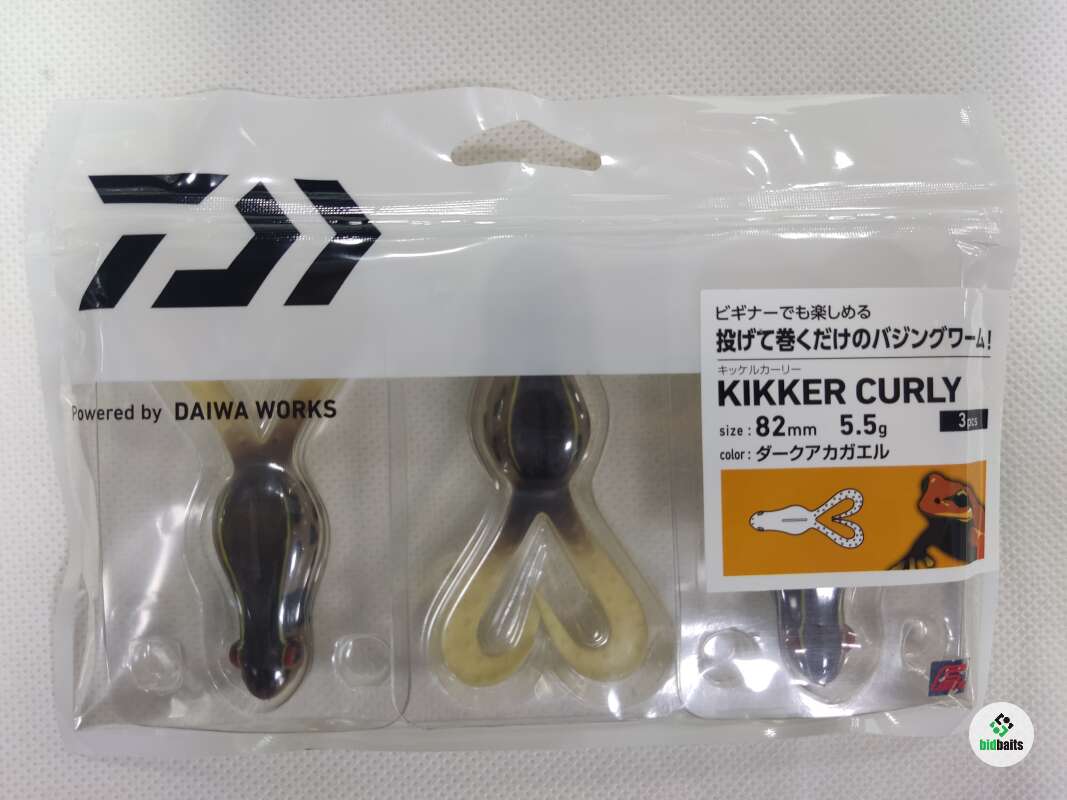 Powered by DAIWA WORKS
ビギナーでも楽しめる
投げて巻くだけのバジングワーム!
キッケルカーリー
KIKKER CURLY
size : 82mm 5.5g
3pcs
color : ダークアカガエル
bidbaits